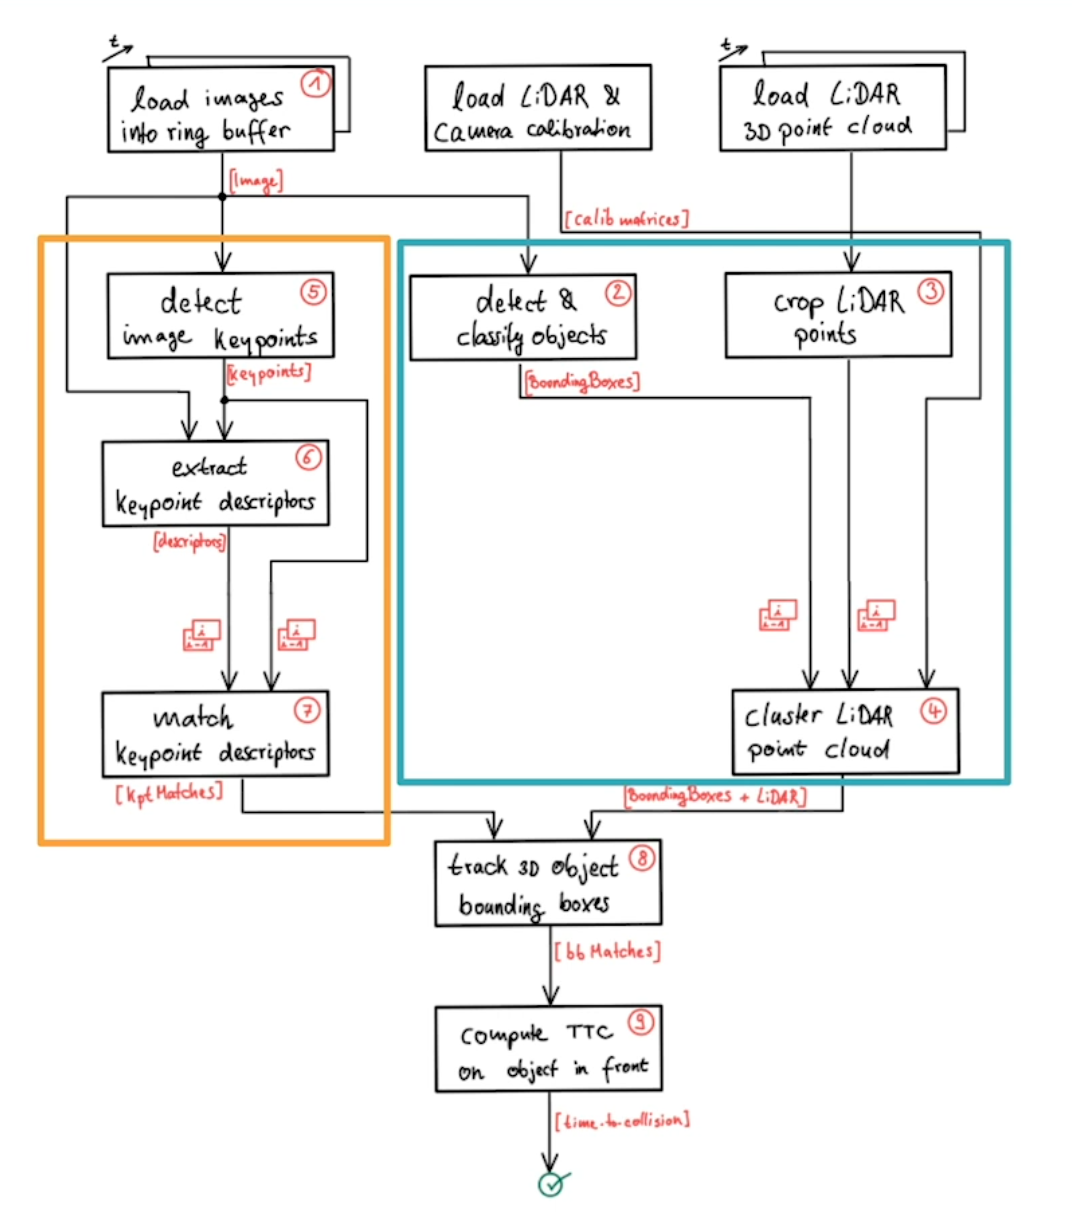 t
load images
into ring buffer
1
load LiDAR &
Camera calibration
t
load LiDAR
3D point cloud
[Image]
[calib matrices]
detect
image keypoints
5
detect &
classify objects
2
crop LiDAR
points
3
[keypoints]
[BoundingBoxes]
extract
keypoint descriptors
6
[descriptors]
i
i-1
i
i-1
i
i-1
i
i-1
match
keypoint descriptors
7
cluster LiDAR
point cloud
4
[kptMatches]
[BoundingBoxes + LiDAR]
track 3D object
bounding boxes
8
[bb Matches]
compute TTC
on object in front
9
[time-to-collision]